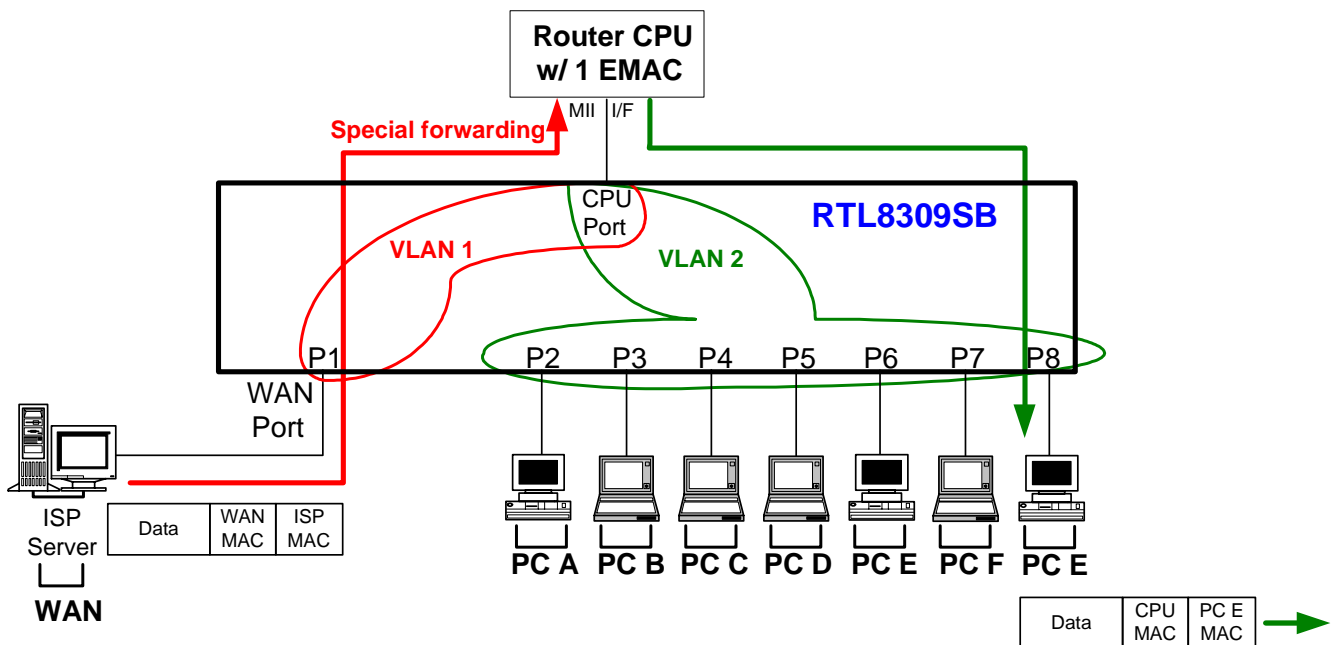 Router CPU
w/ 1 EMAC
MII I/F
Special forwarding
CPU
Port
RTL8309SB
VLAN 1
VLAN 2
P1
P2
P3
P4
P5
P6
P7
P8
WAN
Port
ISP
Server
WAN
Data
WAN
MAC
ISP
MAC
PC A
PC B
PC C
PC D
PC E
PC F
PC E
Data
CPU
MAC
PC E
MAC